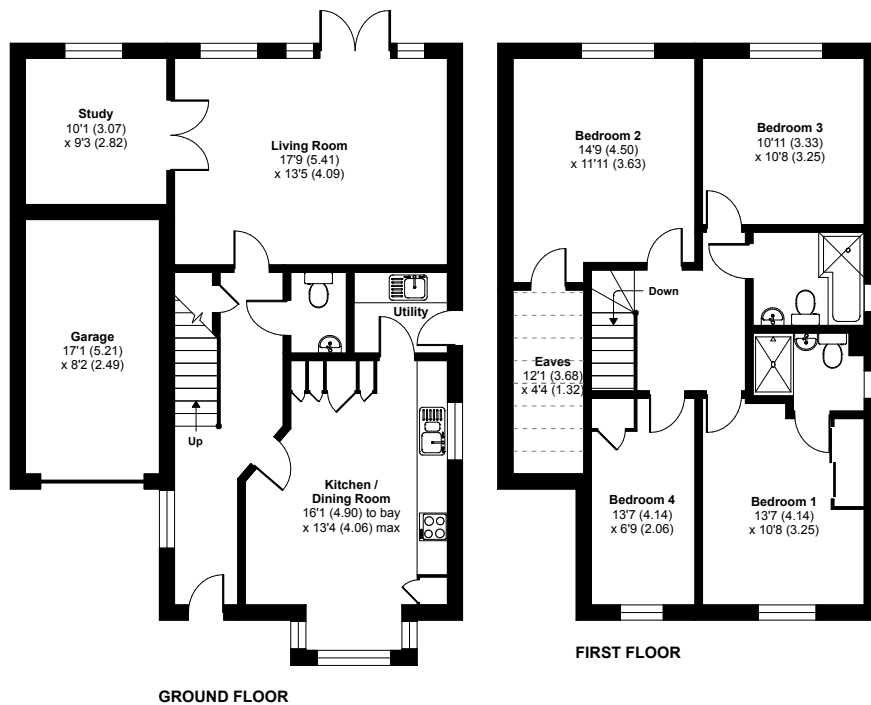 Study
10'1 (3.07)
x 9'3 (2.82)
Living Room
17'9 (5.41)
x 13'5 (4.09)
Garage
17'1 (5.21)
x 8'2 (2.49)
Utility
Up
Kitchen /
Dining Room
16'1 (4.90) to bay
x 13'4 (4.06) max
GROUND FLOOR
Bedroom 2
14'9 (4.50)
x 11'11 (3.63)
Bedroom 3
10'11 (3.33)
x 10'8 (3.25)
Down
Eaves
12'1 (3.68)
x 4'4 (1.32)
Bedroom 4
13'7 (4.14)
x 6'9 (2.06)
Bedroom 1
13'7 (4.14)
x 10'8 (3.25)
FIRST FLOOR